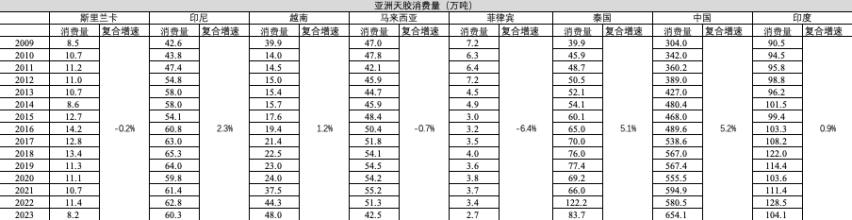 亚洲天胶消费量（万吨）
斯里兰卡 印尼 越南 马来西亚 菲律宾 泰国 中国 印度
消费量 复合增速 消费量 复合增速 消费量 复合增速 消费量 复合增速 消费量 复合增速 消费量 复合增速 消费量 复合增速 消费量 复合增速
2009 8.5 42.6 39.9 47.0 7.2 39.9 304.0 90.5
2010 10.7 43.8 14.0 47.8 6.3 45.9 342.0 94.5
2011 11.2 47.4 14.5 42.1 6.4 48.7 360.2 95.8
2012 11.0 54.8 15.0 45.9 7.2 50.5 389.0 98.8
2013 10.7 58.0 15.4 44.7 4.5 52.1 427.0 96.2
2014 8.6 58.0 15.7 45.9 4.9 54.1 480.4 101.5
2015 12.7 54.1 17.6 48.4 3.0 60.1 468.0 99.4
2016 14.2 -0.2% 60.8 2.3% 19.4 1.2% 50.4 -0.7% 3.2 -6.4% 65.0 5.1% 489.6 5.2% 103.3 0.9%
2017 12.8 63.0 21.4 51.8 3.5 70.0 538.6 108.2
2018 13.4 65.3 22.5 54.1 4.0 76.0 567.0 122.0
2019 11.3 64.0 23.0 54.5 3.6 77.4 567.4 114.4
2020 11.1 59.8 24.0 54.2 3.8 69.2 555.5 103.6
2021 10.7 61.4 37.5 55.2 3.7 66.0 594.9 111.4
2022 11.4 62.8 44.3 51.3 3.4 122.2 580.5 128.5
2023 8.2 60.3 48.0 42.5 2.7 83.7 654.1 104.1